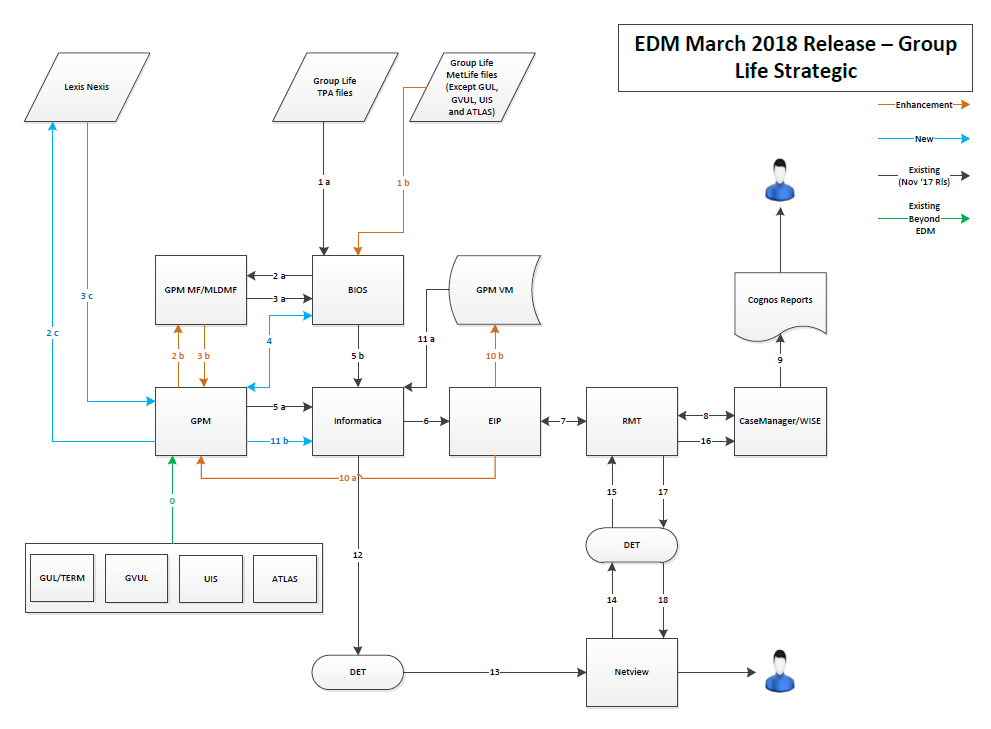 EDM March 2018 Release – Group
Life Strategic
Lexis Nexis
Group Life
TPA files
Group Life
MetLife files
(Except GUL,
GVUL, UIS
and ATLAS)
Enhancement
New
Existing
(Nov ‘17 Rls)
Existing
Beyond
EDM
1 a
1 b
GPM MF/MLDMF
2 a
3 a
BIOS
GPM VM
Cognos Reports
3 c
2 c
4
11 a
2 b
3 b
5 b
10 b
9
GPM
5 a
11 b
Informatica
6
EIP
7
RMT
8
16
CaseManager/WISE
10 a
0
15
17
12
DET
GUL/TERM
GVUL
UIS
ATLAS
14
18
DET
13
Netview